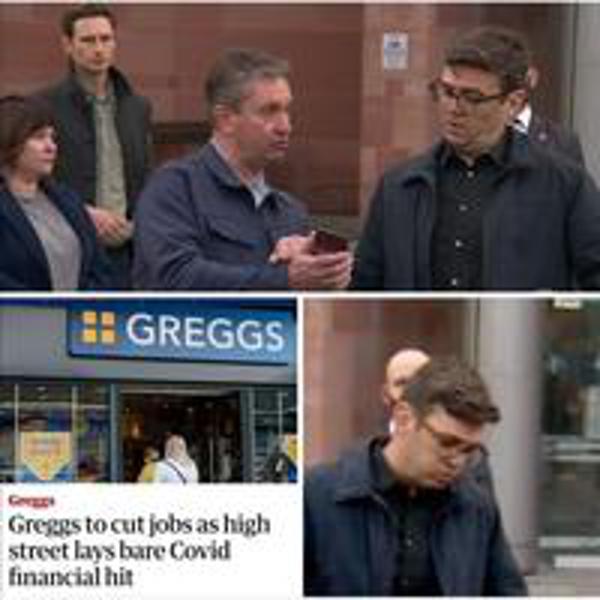 GREGGS
Greggs
Greggs to cut jobs as high
street lays bare Covid
financial hit